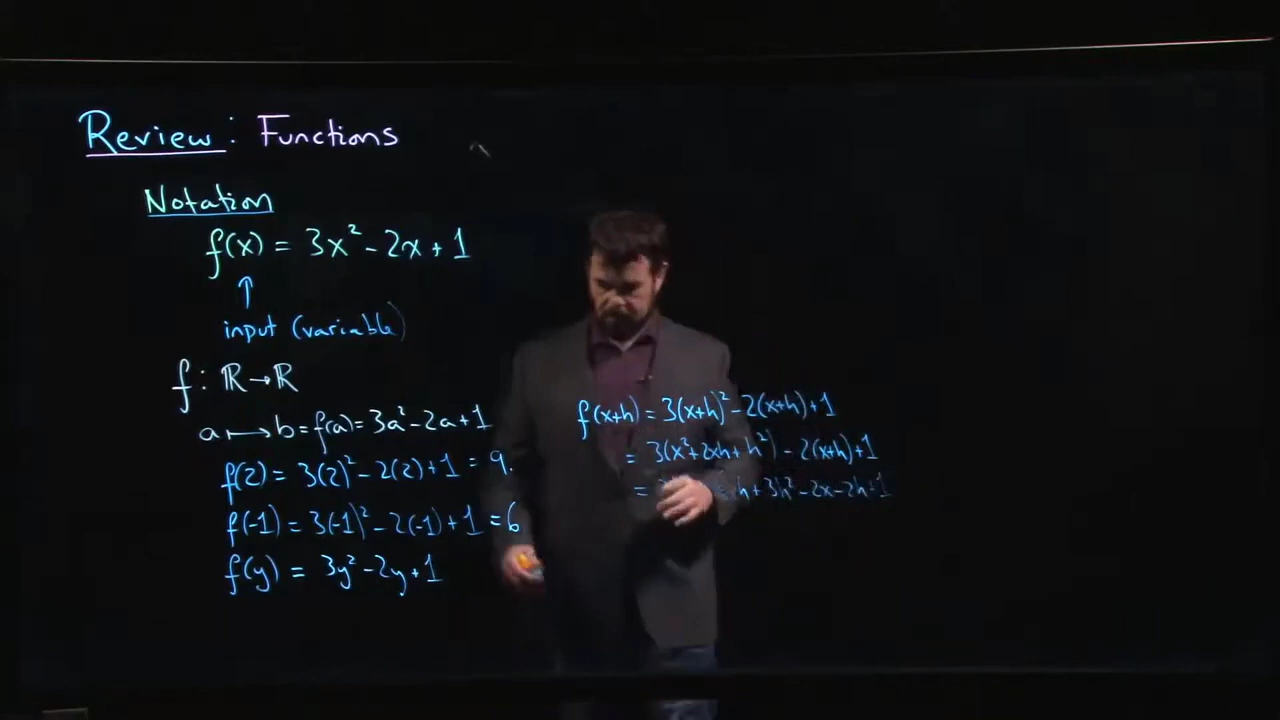 Review: Functions
Notation
f(x) = 3x² - 2x + 1
↑
input (variable)
f: ℝ → ℝ
a ⟼ b = f(a) = 3a² - 2a + 1
f(2) = 3(2)² - 2(2) + 1 = 9.
f(-1) = 3(-1)² - 2(-1) + 1 = 6
f(y) = 3y² - 2y + 1
f(x+h) = 3(x+h)² - 2(x+h) + 1
= 3(x² + 2xh + h²) - 2(x+h) + 1
= h + 3h² - 2x - 2h + 1